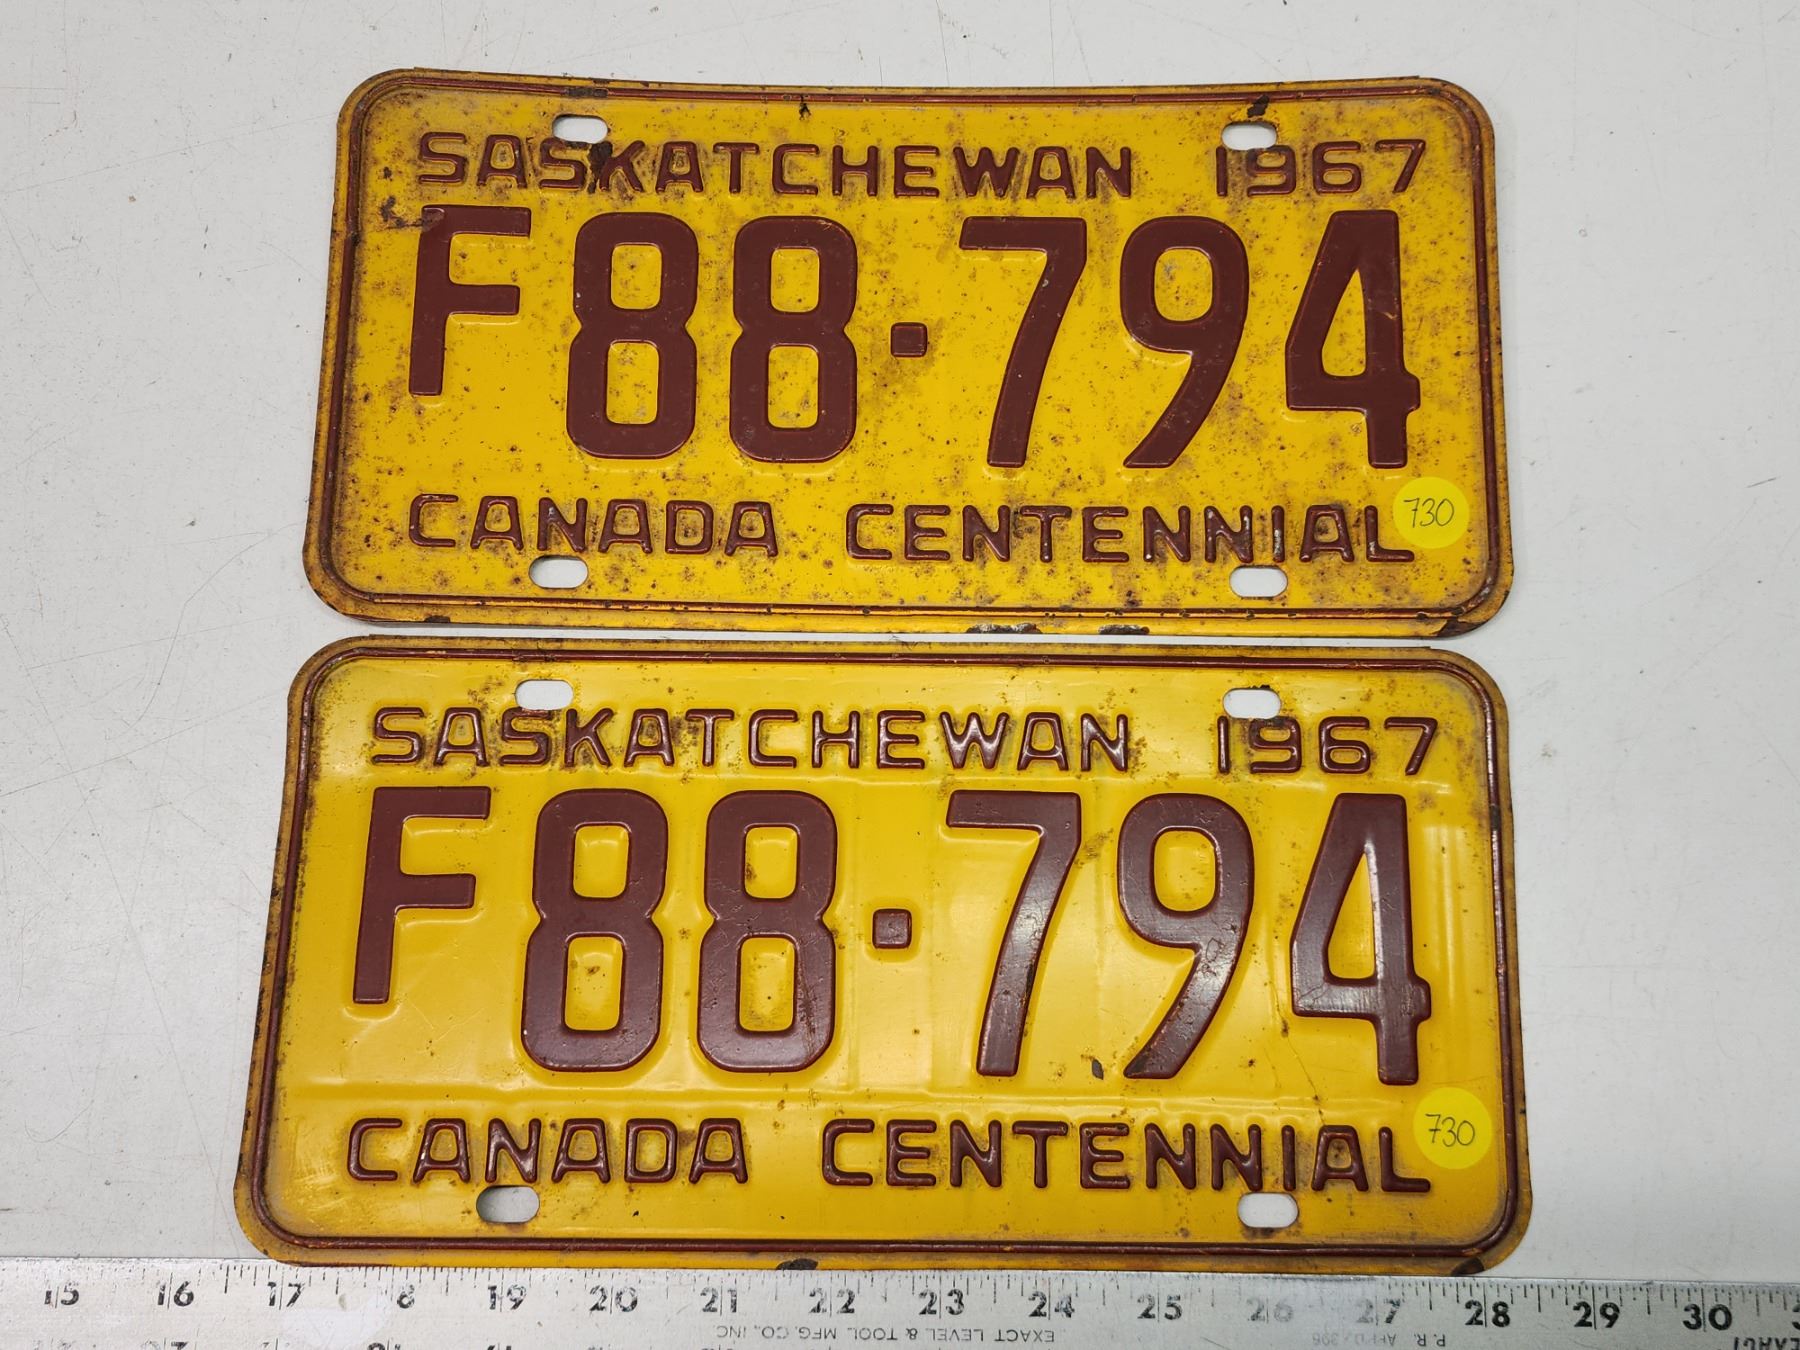 SASKATCHEWAN 1967
F88·794
CANADA CENTENNIAL
730
SASKATCHEWAN 1967
F88·794
CANADA CENTENNIAL
730
15 16 17 18 19 20 21 22 23 24 25 26 27 28 29 30
EXACT LEVEL & TOOL MFG. CO., INC